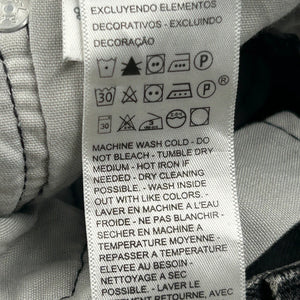 EXCLUYENDO ELEMENTOS
DECORATIVOS - EXCLUINDO
DECORAÇÃO
P
30
P
®
30
MACHINE WASH COLD - DO
NOT BLEACH - TUMBLE DRY
MEDIUM - HOT IRON IF
NEEDED - DRY CLEANING
POSSIBLE. - WASH INSIDE
OUT WITH LIKE COLORS. -
LAVER EN MACHINE A L'EAU
FROIDE - NE PAS BLANCHIR -
SECHER EN MACHINE A
TEMPERATURE MOYENNE -
REPASSER A TEMPERATURE
ELEVEE AU BESOIN -
NETTOYAGE A SEC
POSSIBLE. - LAVER